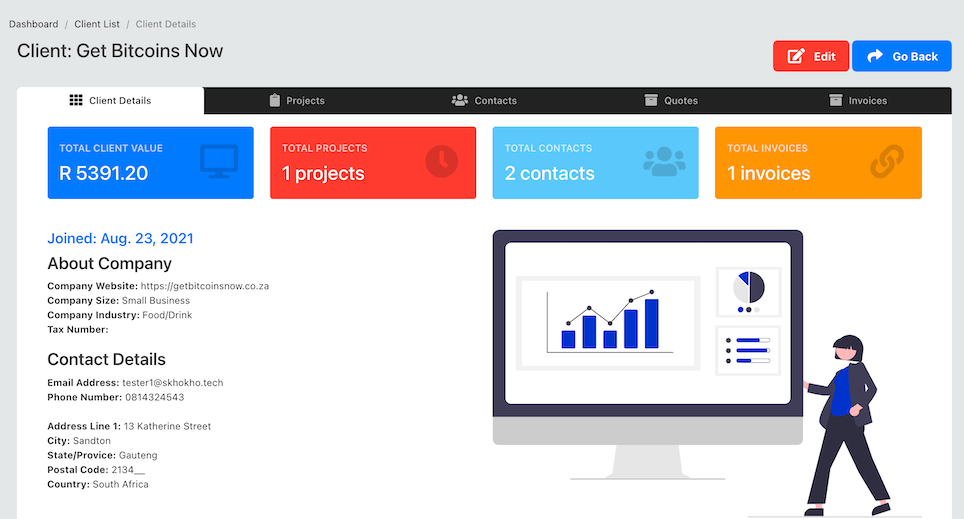 Dashboard / Client List / Client Details
Client: Get Bitcoins Now
Edit
Go Back
Client Details
Projects
Contacts
Quotes
Invoices
TOTAL CLIENT VALUE
R 5391.20
TOTAL PROJECTS
1 projects
TOTAL CONTACTS
2 contacts
TOTAL INVOICES
1 invoices
Joined: Aug. 23, 2021
About Company
Company Website: https://getbitcoinsnow.co.za
Company Size: Small Business
Company Industry: Food/Drink
Tax Number:
Contact Details
Email Address: tester1@skhokho.tech
Phone Number: 0814324543
Address Line 1: 13 Katherine Street
City: Sandton
State/Provice: Gauteng
Postal Code: 2134__
Country: South Africa